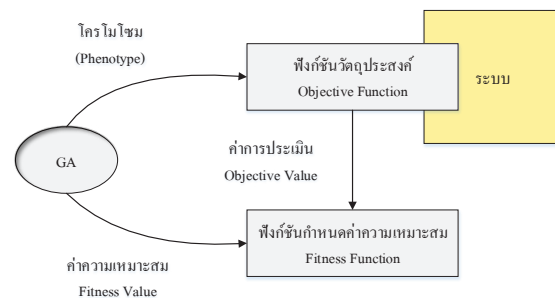 โครโมโซม
(Phenotype)
ฟังก์ชันวัตถุประสงค์
Objective Function
ระบบ
GA
ค่าการประเมิน
Objective Value
ฟังก์ชันกำหนดค่าความเหมาะสม
Fitness Function
ค่าความเหมาะสม
Fitness Value